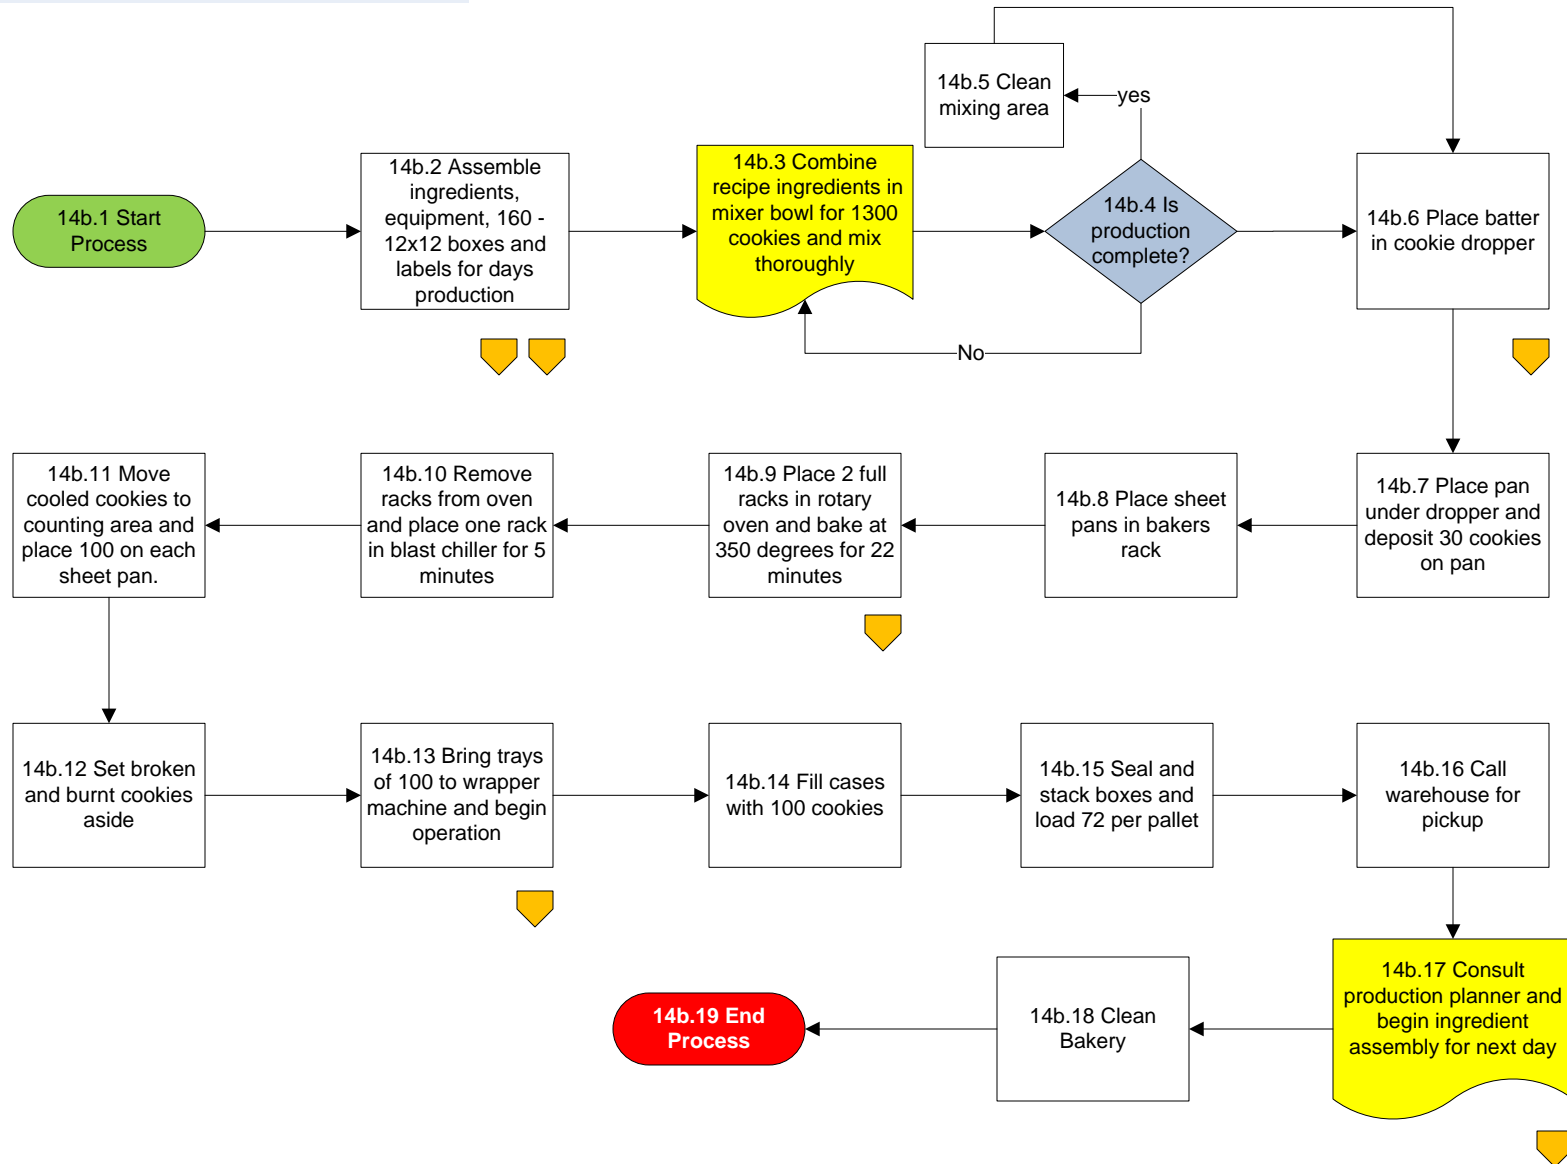 14b.5 Clean
mixing area
yes
14b.1 Start
Process
14b.2 Assemble
ingredients,
equipment, 160 -
12x12 boxes and
labels for days
production
14b.3 Combine
recipe ingredients in
mixer bowl for 1300
cookies and mix
thoroughly
14b.4 Is
production
complete?
14b.6 Place batter
in cookie dropper
No
14b.11 Move
cooled cookies to
counting area and
place 100 on each
sheet pan.
14b.10 Remove
racks from oven
and place one rack
in blast chiller for 5
minutes
14b.9 Place 2 full
racks in rotary
oven and bake at
350 degrees for 22
minutes
14b.8 Place sheet
pans in bakers
rack
14b.7 Place pan
under dropper and
deposit 30 cookies
on pan
14b.12 Set broken
and burnt cookies
aside
14b.13 Bring trays
of 100 to wrapper
machine and begin
operation
14b.14 Fill cases
with 100 cookies
14b.15 Seal and
stack boxes and
load 72 per pallet
14b.16 Call
warehouse for
pickup
14b.19 End
Process
14b.18 Clean
Bakery
14b.17 Consult
production planner and
begin ingredient
assembly for next day